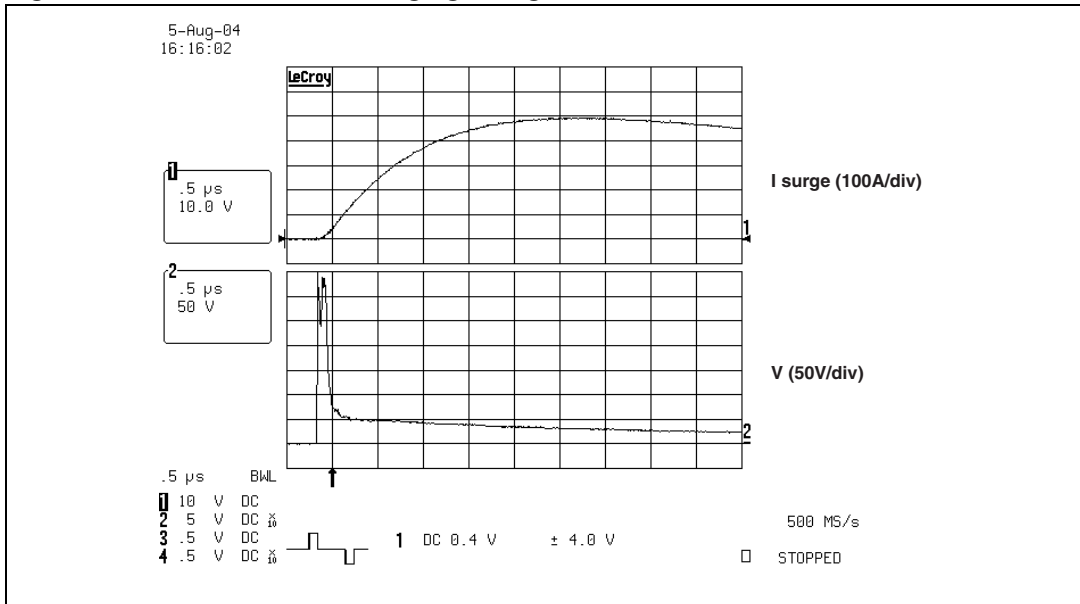 5-Aug-04
16:16:02
LeCroy
1
.5 µs
10.0 V
I surge (100A/div)
1
2
.5 µs
50 V
V (50V/div)
2
.5 µs BWL
1 10 V DC
2 5 V DC X10
3 .5 V DC
4 .5 V DC X10
1 DC 0.4 V ± 4.0 V
500 MS/s
STOPPED